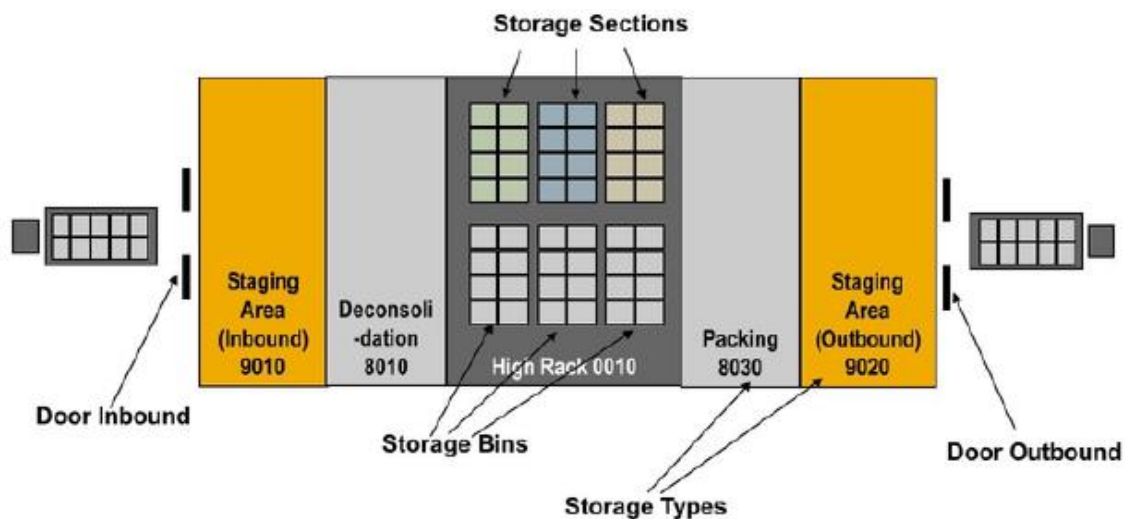 Storage Sections
Staging
Area
(Inbound)
9010
Deconsoli
-dation
8010
High Rack 0010
Packing
8030
Staging
Area
(Outbound)
9020
Door Inbound
Storage Bins
Door Outbound
Storage Types